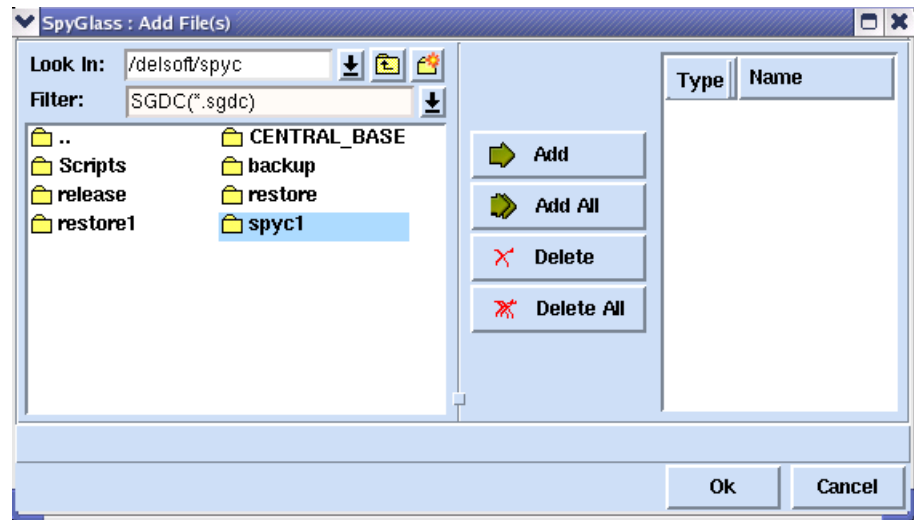 SpyGlass : Add File(s)
Look In: /delsoft/spyc
Filter: SGDC(*.sgdc)
.. CENTRAL_BASE
Scripts backup
release restore
restore1 spyc1
Add
Add All
Delete
Delete All
Type Name
Ok Cancel